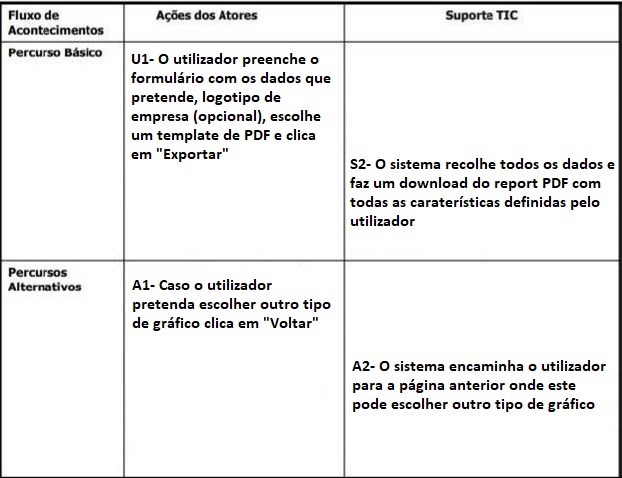 Fluxo de
Acontecimentos
Ações dos Atores
Suporte TIC
Percurso Básico
U1- O utilizador preenche o
formulário com os dados que
pretende, logotipo de
empresa (opcional), escolhe
um template de PDF e clica
em "Exportar"
S2- O sistema recolhe todos os dados e
faz um download do report PDF com
todas as caraterísticas definidas pelo
utilizador
Percursos
Alternativos
A1- Caso o utilizador
pretenda escolher outro tipo
de gráfico clica em "Voltar"
A2- O sistema encaminha o utilizador
para a página anterior onde este
pode escolher outro tipo de gráfico